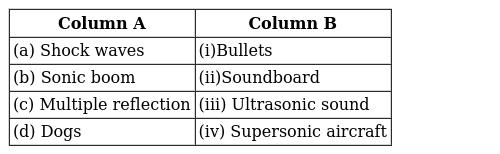 Column A Column B
(a) Shock waves (i)Bullets
(b) Sonic boom (ii)Soundboard
(c) Multiple reflection (iii) Ultrasonic sound
(d) Dogs (iv) Supersonic aircraft